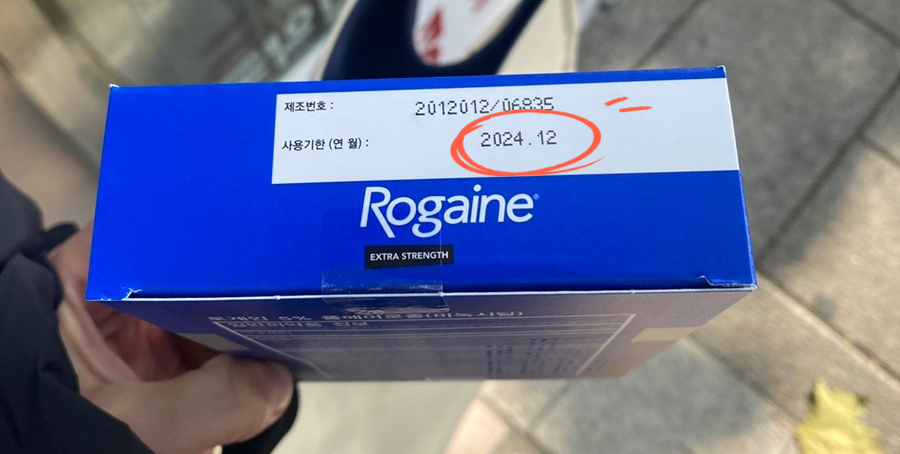 제조번호 : 2012012/06835
사용기한 (연 월) : 2024.12
Rogaine®
EXTRA STRENGTH